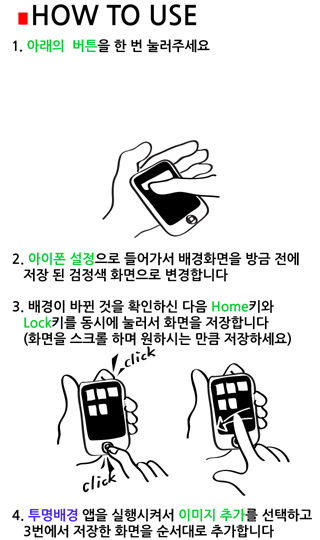 HOW TO USE
1. 아래의 버튼을 한 번 눌러주세요
2. 아이폰 설정으로 들어가서 배경화면을 방금 전에
저장 된 검정색 화면으로 변경합니다
3. 배경이 바뀐 것을 확인하신 다음 Home키와
Lock키를 동시에 눌러서 화면을 저장합니다
(화면을 스크롤 하며 원하시는 만큼 저장하세요)
click
click
4. 투명배경 앱을 실행시켜서 이미지 추가를 선택하고
3번에서 저장한 화면을 순서대로 추가합니다